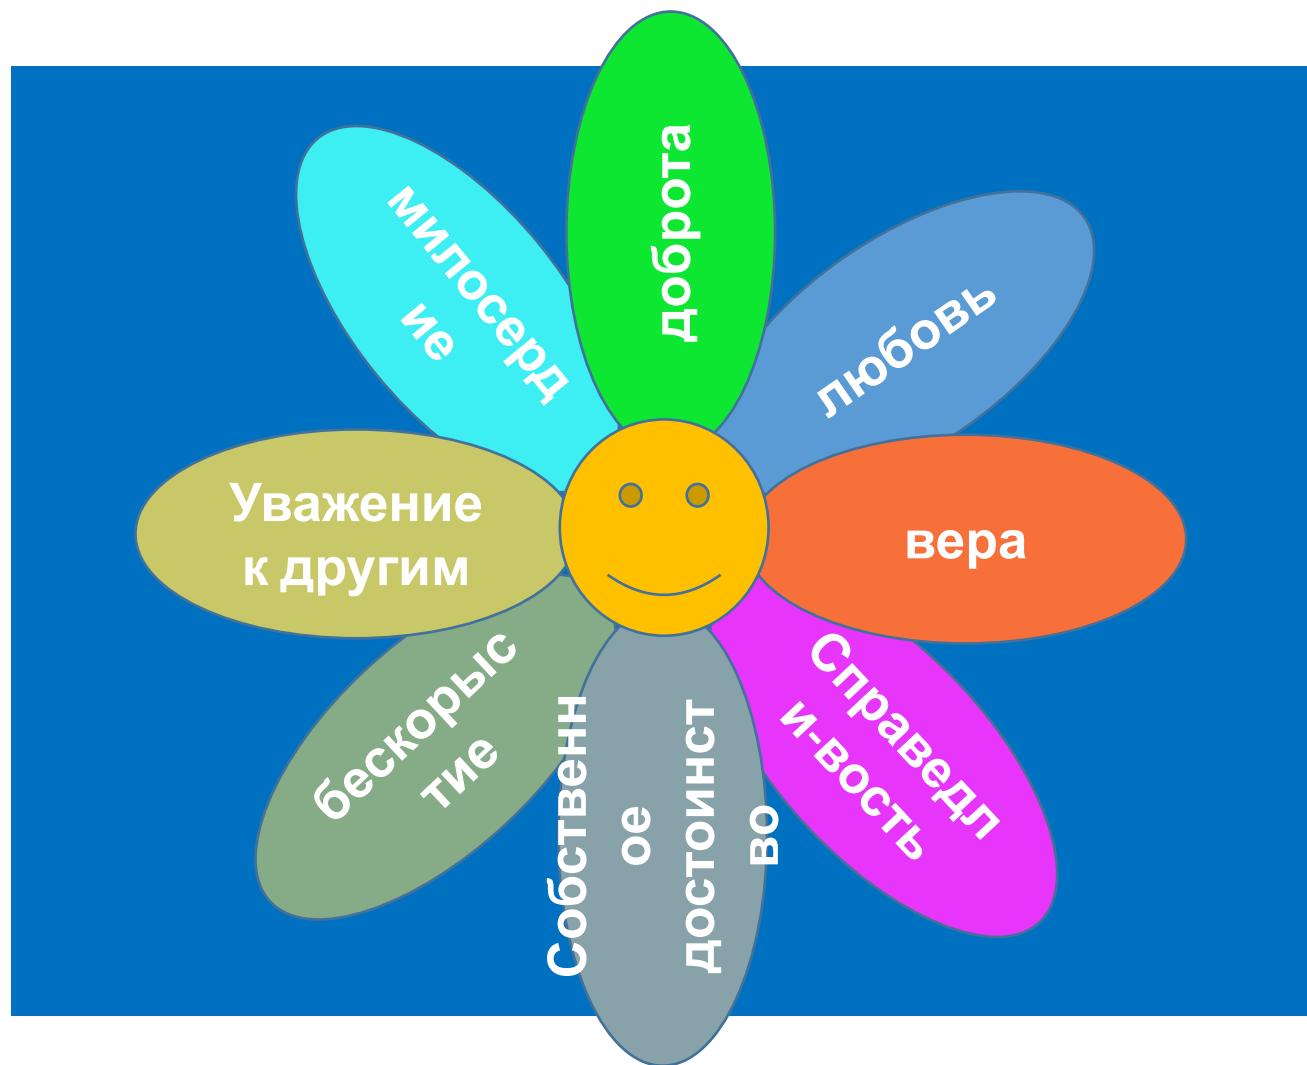 доброта
любовь
вера
Справедл
и-вость
Собственн
ое
достоинст
во
бескорыс
тие
Уважение
к другим
милосерд
ие